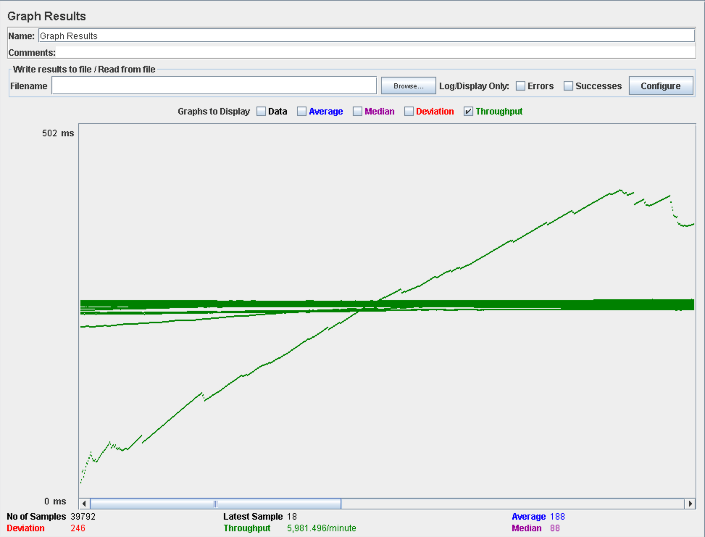 Graph Results
Name: Graph Results
Comments:
Write results to file / Read from file
Filename Browse... Log/Display Only: Errors Successes Configure
Graphs to Display Data Average Median Deviation Throughput
502 ms
0 ms
No of Samples 39792 Latest Sample 18 Average 188
Deviation 246 Throughput 5,981.496/minute Median 88